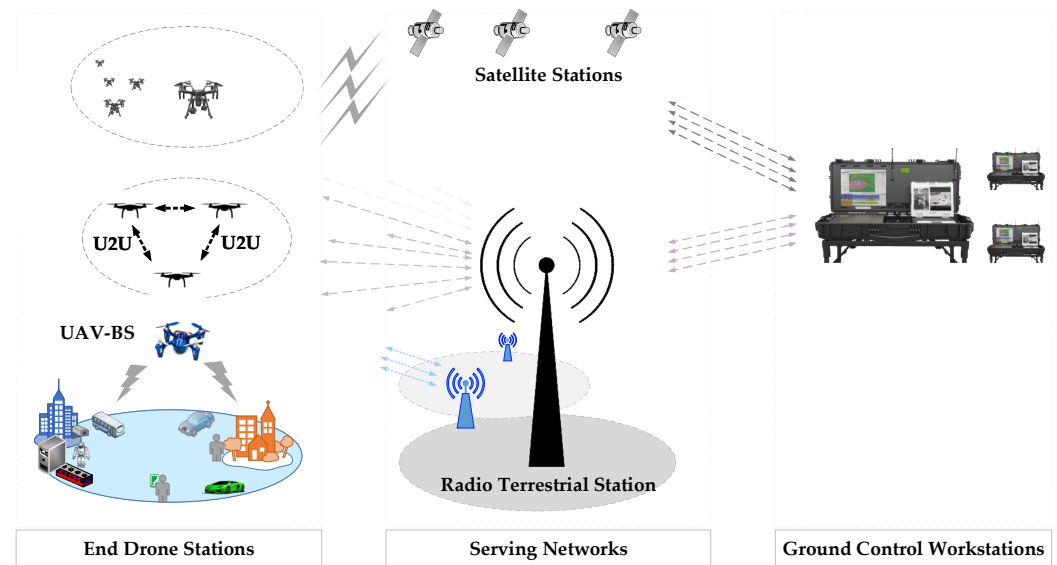 Satellite Stations
U2U
U2U
UAV-BS
Radio Terrestrial Station
End Drone Stations
Serving Networks
Ground Control Workstations